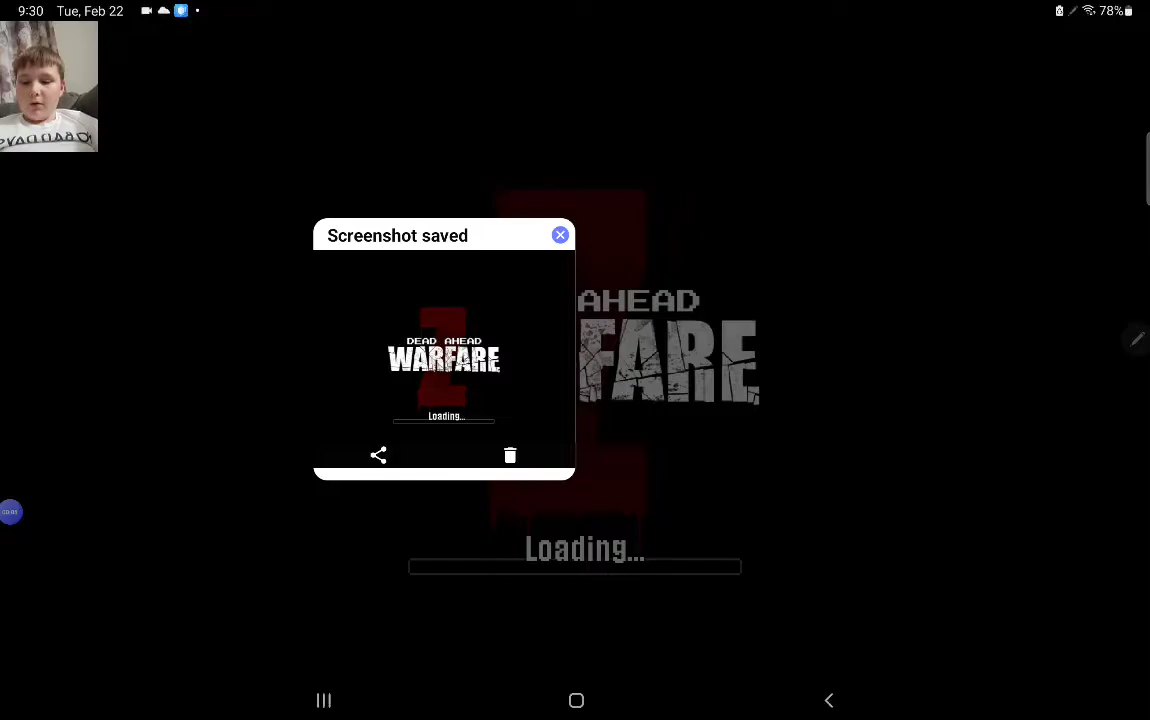 9:30 Tue, Feb 22
78%
Screenshot saved
DEAD AHEAD
WARFARE
Loading...
AHEAD
FARE
Loading...